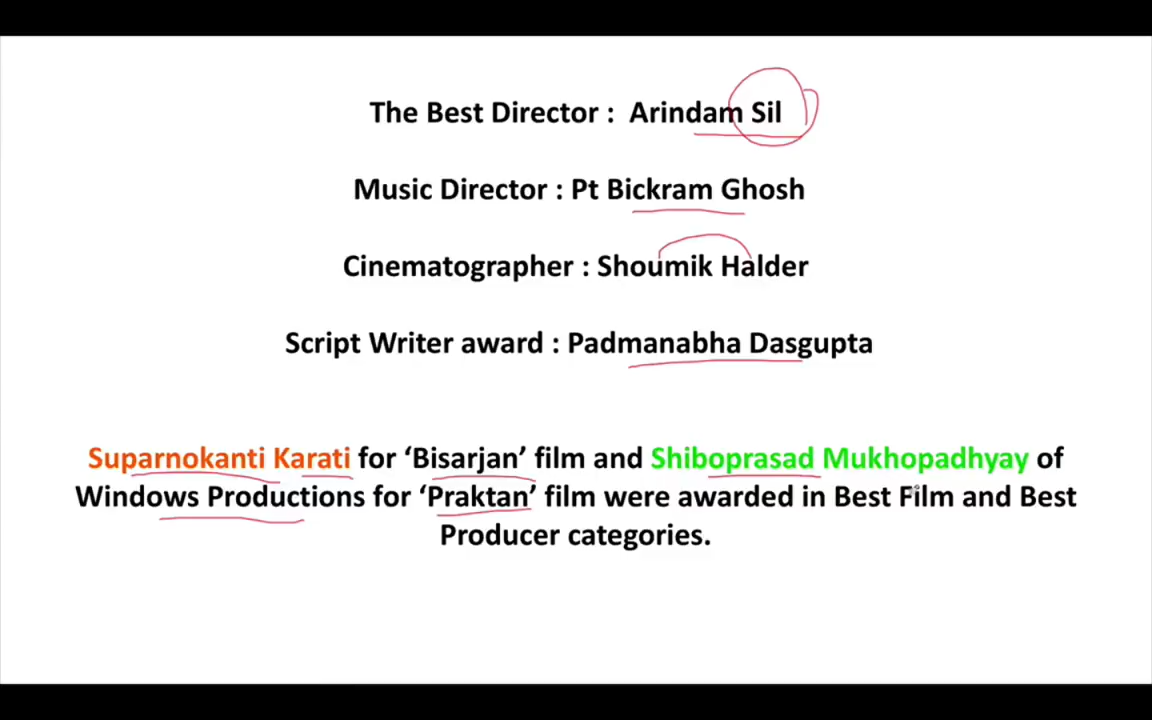 The Best Director : Arindam Sil
Music Director : Pt Bickram Ghosh
Cinematographer : Shoumik Halder
Script Writer award : Padmanabha Dasgupta
Suparnokanti Karati for ‘Bisarjan’ film and Shiboprasad Mukhopadhyay of
Windows Productions for ‘Praktan’ film were awarded in Best Film and Best
Producer categories.